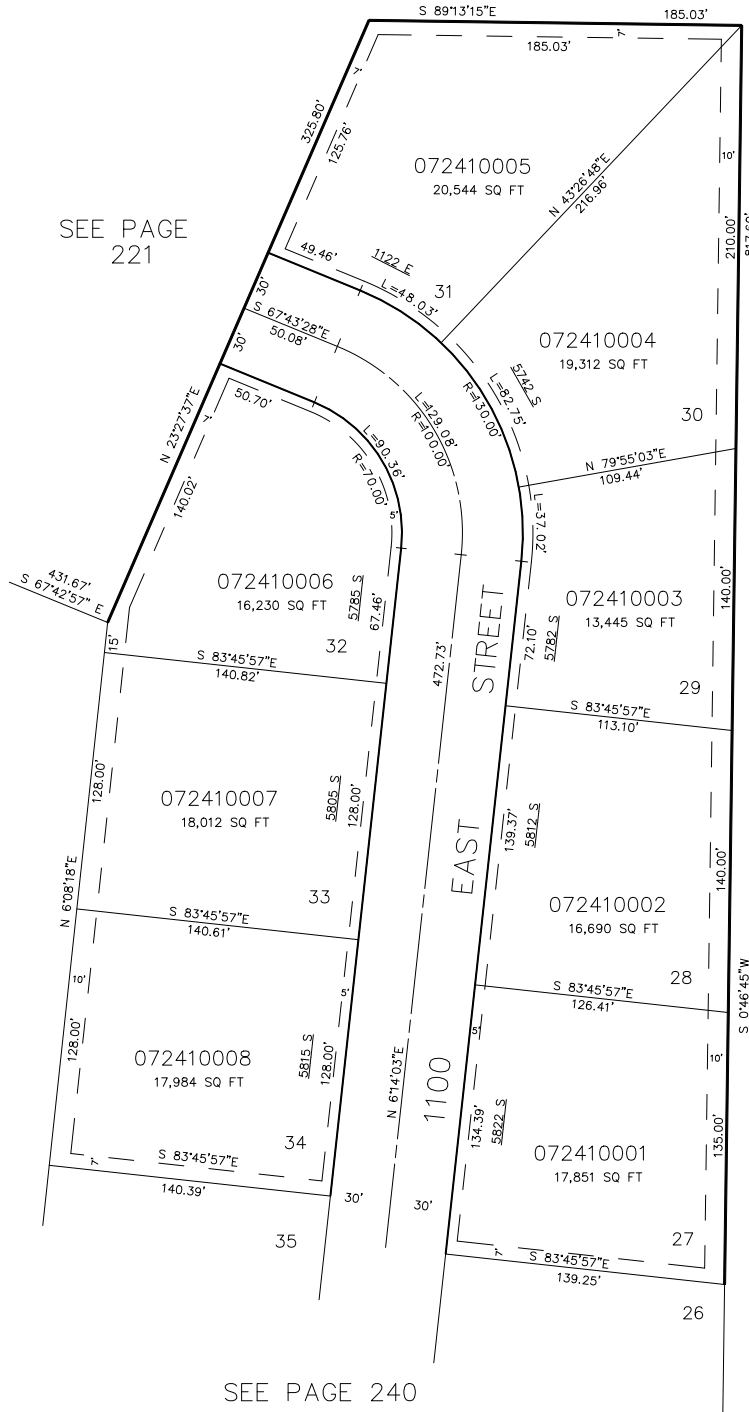 S 89°13'15"E
185.03'
185.03'
7'
7'
325.80'
125.76'
10'
072410005
20,544 SQ FT
N 43°26'48"E
216.96'
SEE PAGE
221
49.46'
1122 E
L=48.03'
31
210.00'
30'
S 67°43'28"E
50.08'
30'
072410004
19,312 SQ FT
5742 S
L=82.75'
R=130.00'
L=129.08'
R=100.00'
30
50.70'
L=90.36'
R=70.00'
7'
N 23°27'37"E
140.02'
N 79°55'03"E
109.44'
L=37.02'
5'
431.67'
S 67°42'57" E
072410006
16,230 SQ FT
5785 S
67.46'
32
15'
S 83°45'57"E
140.82'
472.73'
STREET
072410003
13,445 SQ FT
72.10'
5782 S
140.00'
29
S 83°45'57"E
113.10'
128.00'
072410007
18,012 SQ FT
5805 S
128.00'
33
EAST
139.37'
5812 S
140.00'
072410002
16,690 SQ FT
28
N 6°08'18"E
S 83°45'57"E
140.61'
10'
5'
S 83°45'57"E
126.41'
S 0°46'45"W
128.00'
072410008
17,984 SQ FT
5815 S
128.00'
34
N 6°14'03"E
1100
5'
10'
134.39'
5822 S
135.00'
072410001
17,851 SQ FT
27
7'
S 83°45'57"E
140.39'
30'
30'
35
7'
S 83°45'57"E
139.25'
26
SEE PAGE 240